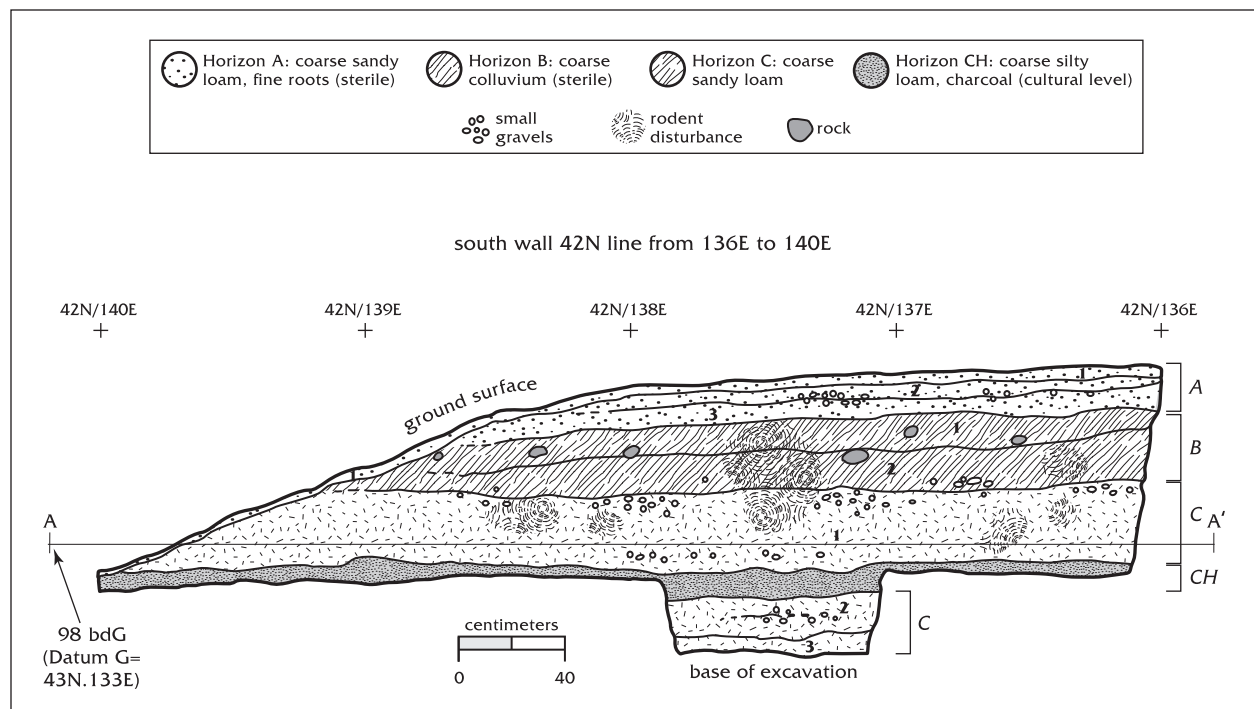 Horizon A: coarse sandy
loam, fine roots (sterile)
Horizon B: coarse
colluvium (sterile)
Horizon C: coarse
sandy loam
Horizon CH: coarse silty
loam, charcoal (cultural level)
small
gravels
rodent
disturbance
rock
south wall 42N line from 136E to 140E
42N/140E
42N/139E
42N/138E
42N/137E
42N/136E
ground surface
1
2
3
A
1
2
B
1
1
C
A
A'
CH
2
3
C
98 bdG
(Datum G=
43N.133E)
centimeters
0
40
base of excavation